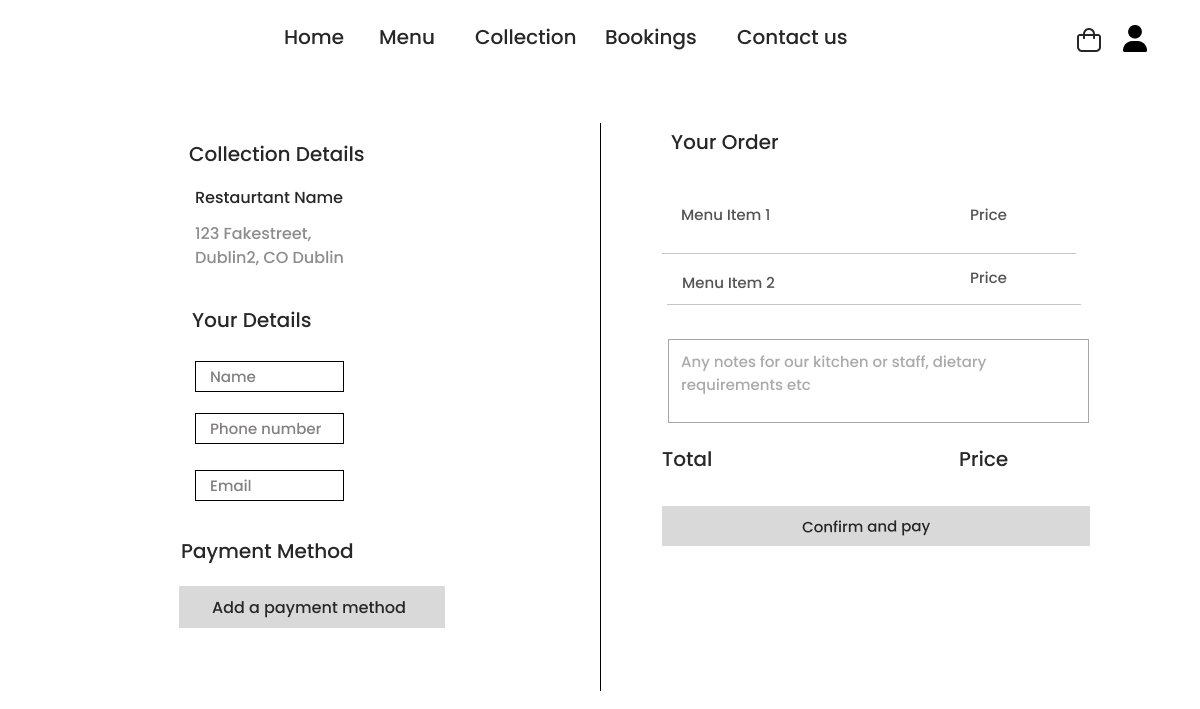 Home Menu Collection Bookings Contact us
Collection Details
Restaurtant Name
123 Fakestreet,
Dublin2, CO Dublin
Your Details
Name
Phone number
Email
Payment Method
Add a payment method
Your Order
Menu Item 1 Price
Menu Item 2 Price
Any notes for our kitchen or staff, dietary
requirements etc
Total Price
Confirm and pay